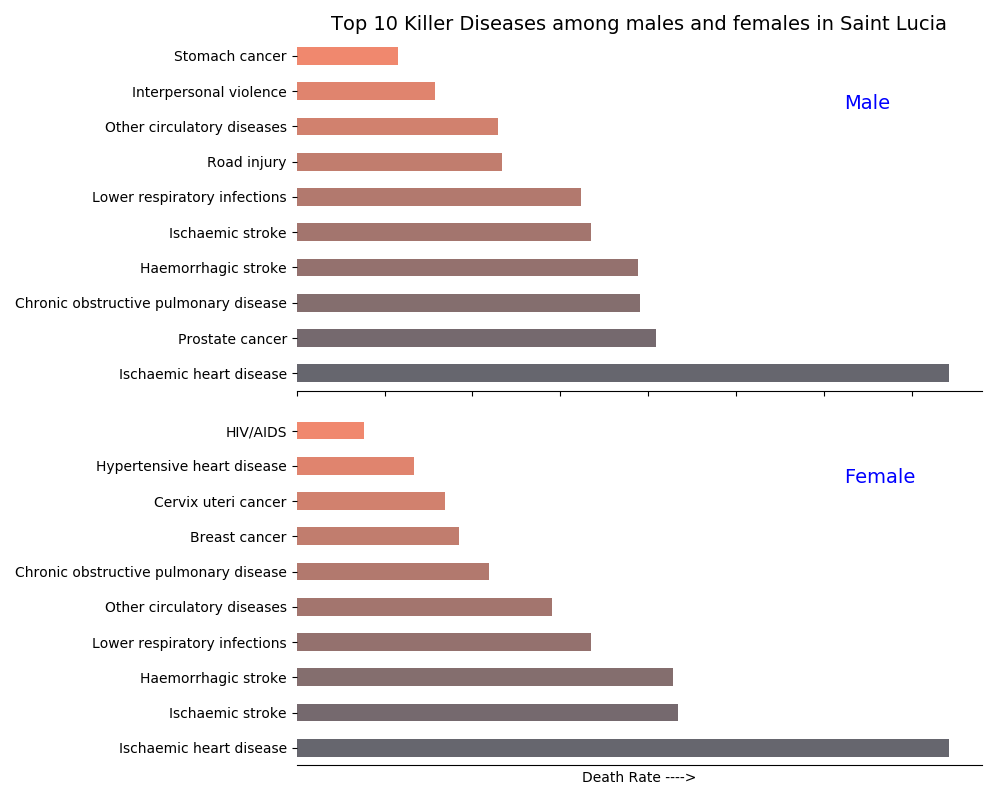 Top 10 Killer Diseases among males and females in Saint Lucia
Stomach cancer
Interpersonal violence
Male
Other circulatory diseases
Road injury
Lower respiratory infections
Ischaemic stroke
Haemorrhagic stroke
Chronic obstructive pulmonary disease
Prostate cancer
Ischaemic heart disease
HIV/AIDS
Hypertensive heart disease
Female
Cervix uteri cancer
Breast cancer
Chronic obstructive pulmonary disease
Other circulatory diseases
Lower respiratory infections
Haemorrhagic stroke
Ischaemic stroke
Ischaemic heart disease
Death Rate ---->